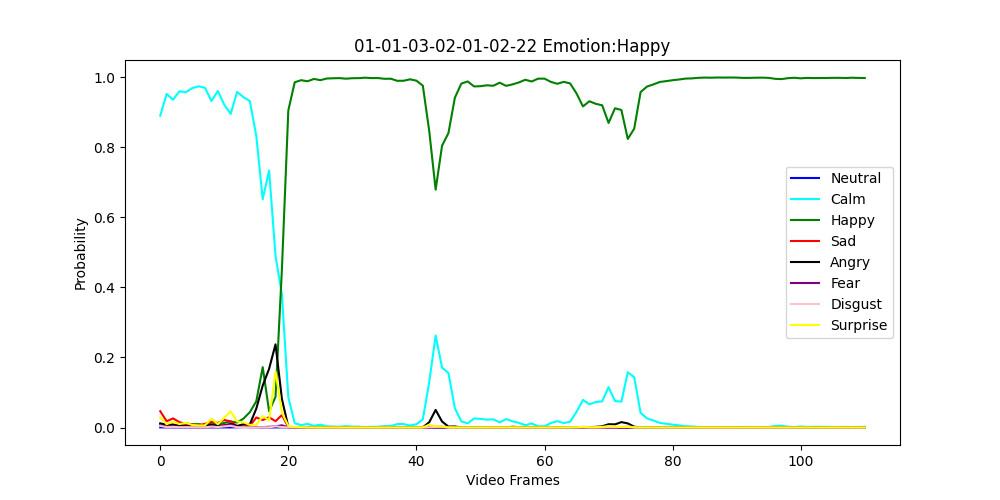 01-01-03-02-01-02-22 Emotion:Happy
Probability
1.0
0.8
0.6
0.4
0.2
0.0
0
20
40
60
80
100
Video Frames
Neutral
Calm
Happy
Sad
Angry
Fear
Disgust
Surprise